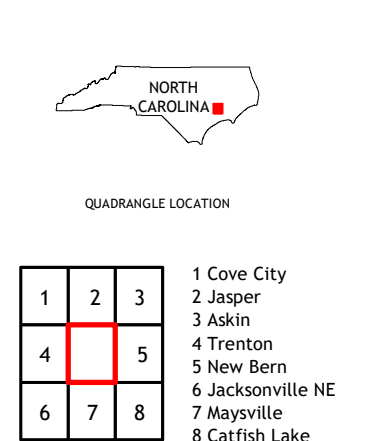 NORTH
CAROLINA
QUADRANGLE LOCATION
1 2 3
4 5
6 7 8
1 Cove City
2 Jasper
3 Askin
4 Trenton
5 New Bern
6 Jacksonville NE
7 Maysville
8 Catfish Lake